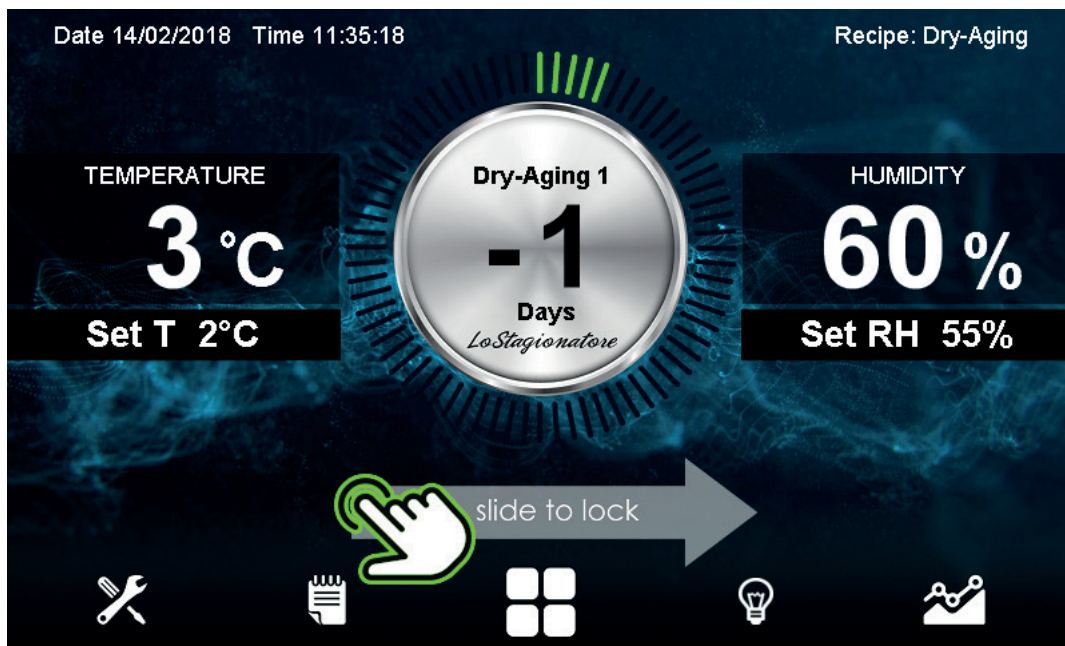 Date 14/02/2018 Time 11:35:18
Recipe: Dry-Aging
TEMPERATURE
3 °C
Set T 2°C
Dry-Aging 1
- 1
Days
LoStagionatore
HUMIDITY
60 %
Set RH 55%
slide to lock